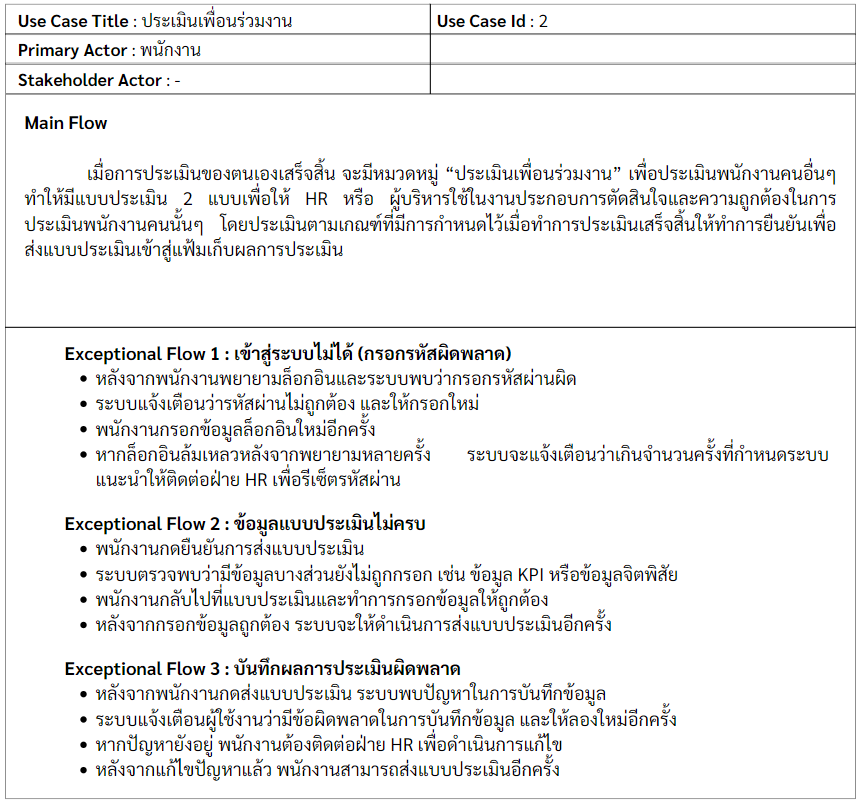 Use Case Title : ประเมินเพื่อนร่วมงาน
Use Case Id : 2
Primary Actor : พนักงาน
Stakeholder Actor : -
Main Flow
เมื่อการประเมินของตนเองเสร็จสิ้น จะมีหมวดหมู่ “ประเมินเพื่อนร่วมงาน” เพื่อประเมินพนักงานคนอื่นๆ
ทำให้มีแบบประเมิน 2 แบบเพื่อให้ HR หรือ ผู้บริหารใช้ในงานประกอบการตัดสินใจและความถูกต้องในการ
ประเมินพนักงานคนนั้นๆ โดยประเมินตามเกณฑ์ที่มีการกำหนดไว้เมื่อทำการประเมินเสร็จสิ้นให้ทำการยืนยันเพื่อ
ส่งแบบประเมินเข้าสู่แฟ้มเก็บผลการประเมิน
Exceptional Flow 1 : เข้าสู่ระบบไม่ได้ (กรอกรหัสผิดพลาด)
• หลังจากพนักงานพยายามล็อกอินและระบบพบว่ากรอกรหัสผ่านผิด
• ระบบแจ้งเตือนว่ารหัสผ่านไม่ถูกต้อง และให้กรอกใหม่
• พนักงานกรอกข้อมูลล็อกอินใหม่อีกครั้ง
• หากล็อกอินล้มเหลวหลังจากพยายามหลายครั้ง ระบบจะแจ้งเตือนว่าเกินจำนวนครั้งที่กำหนดระบบ
แนะนำให้ติดต่อฝ่าย HR เพื่อรีเซ็ตรหัสผ่าน
Exceptional Flow 2 : ข้อมูลแบบประเมินไม่ครบ
• พนักงานกดยืนยันการส่งแบบประเมิน
• ระบบตรวจพบว่ามีข้อมูลบางส่วนยังไม่ถูกกรอก เช่น ข้อมูล KPI หรือข้อมูลจิตพิสัย
• พนักงานกลับไปที่แบบประเมินและทำการกรอกข้อมูลให้ถูกต้อง
• หลังจากกรอกข้อมูลถูกต้อง ระบบจะให้ดำเนินการส่งแบบประเมินอีกครั้ง
Exceptional Flow 3 : บันทึกผลการประเมินผิดพลาด
• หลังจากพนักงานกดส่งแบบประเมิน ระบบพบปัญหาในการบันทึกข้อมูล
• ระบบแจ้งเตือนผู้ใช้งานว่ามีข้อผิดพลาดในการบันทึกข้อมูล และให้ลองใหม่อีกครั้ง
• หากปัญหายังอยู่ พนักงานต้องติดต่อฝ่าย HR เพื่อดำเนินการแก้ไข
• หลังจากแก้ไขปัญหาแล้ว พนักงานสามารถส่งแบบประเมินอีกครั้ง